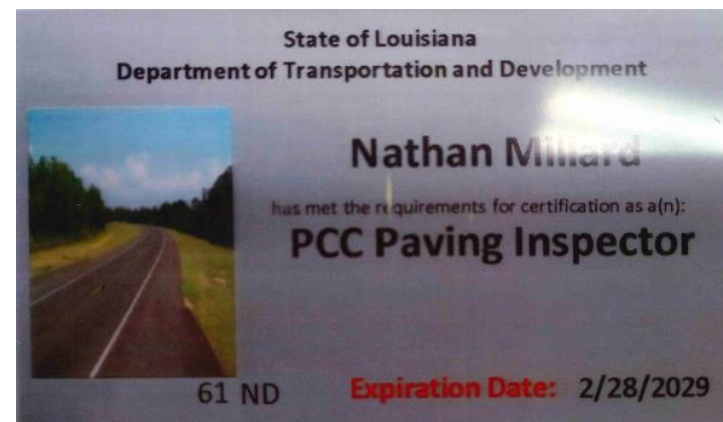 State of Louisiana
Department of Transportation and Development
Nathan Millard
has met the requirements for certification as a(n):
PCC Paving Inspector
61 ND
Expiration Date: 2/28/2029